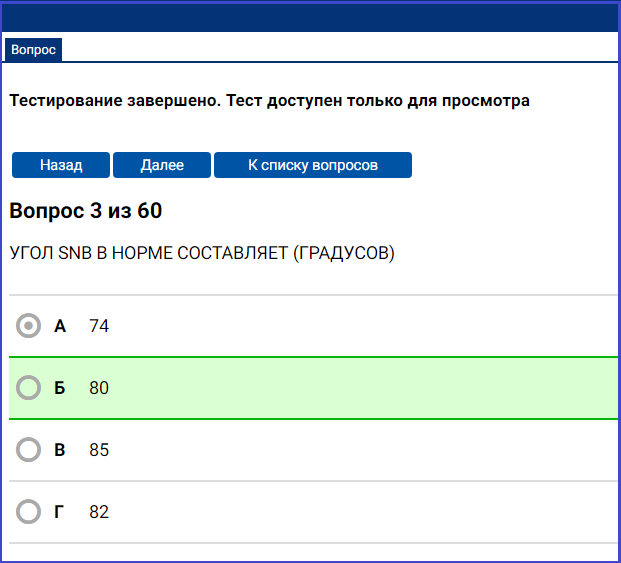 Вопрос
Тестирование завершено. Тест доступен только для просмотра
Назад Далее К списку вопросов
Вопрос 3 из 60
УГОЛ SNB В НОРМЕ СОСТАВЛЯЕТ (ГРАДУСОВ)
А 74
Б 80
В 85
Г 82